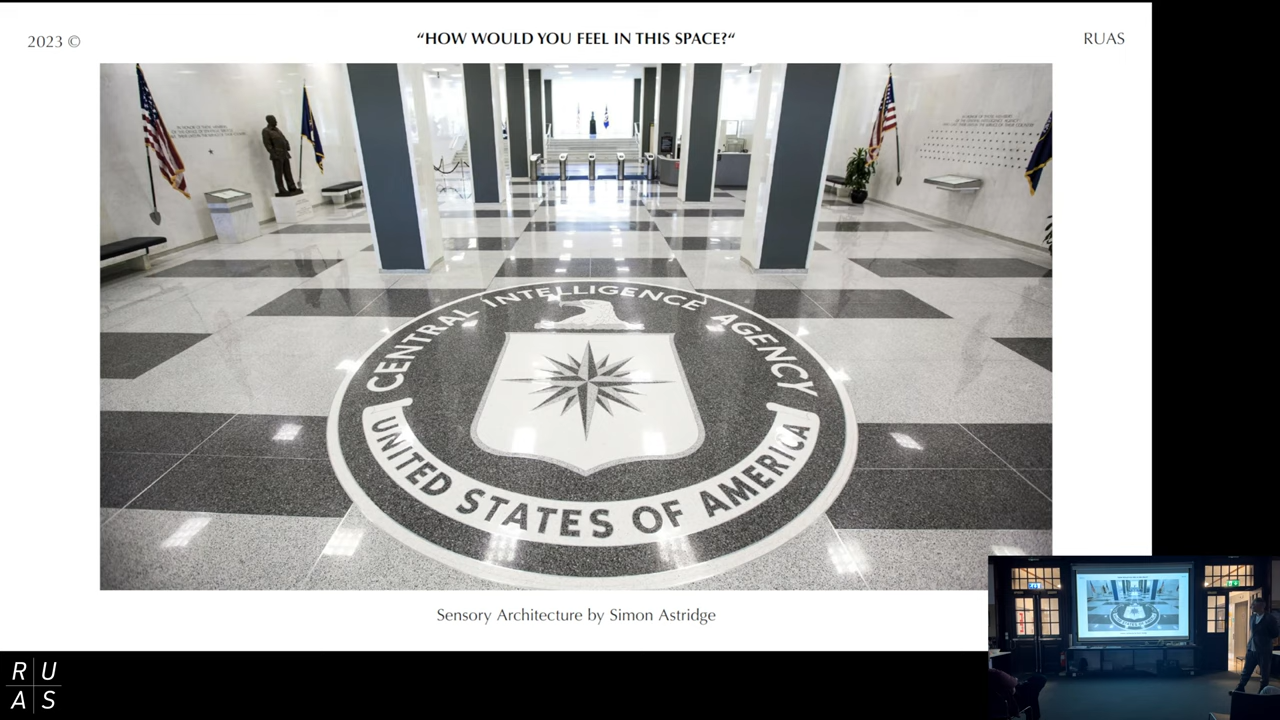 2023 ©
“HOW WOULD YOU FEEL IN THIS SPACE?“
RUAS
CENTRAL INTELLIGENCE AGENCY
UNITED STATES OF AMERICA
Sensory Architecture by Simon Astridge
R U
A S